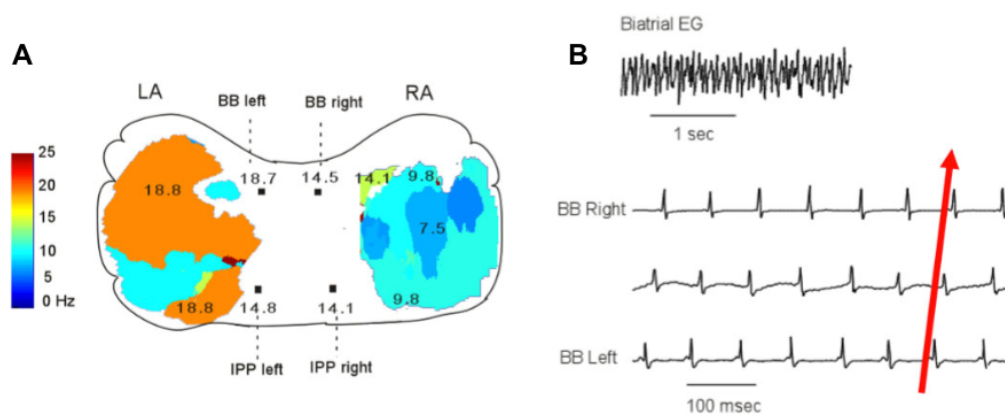 A
LA
BB left
BB right
RA
25
20
15
10
5
0 Hz
18.8
18.7
14.5
14.1
9.8
7.5
18.8
14.8
14.1
9.8
IPP left
IPP right
B
Biatrial EG
1 sec
BB Right
BB Left
100 msec